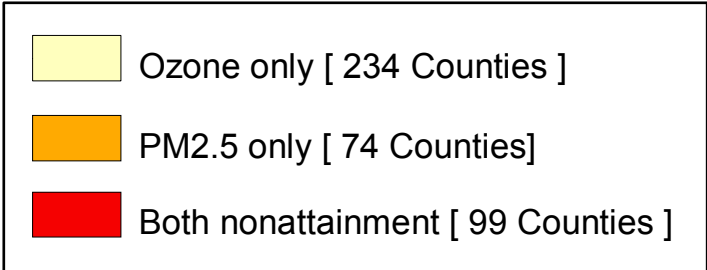 Ozone only [ 234 Counties ]
PM2.5 only [ 74 Counties]
Both nonattainment [ 99 Counties ]